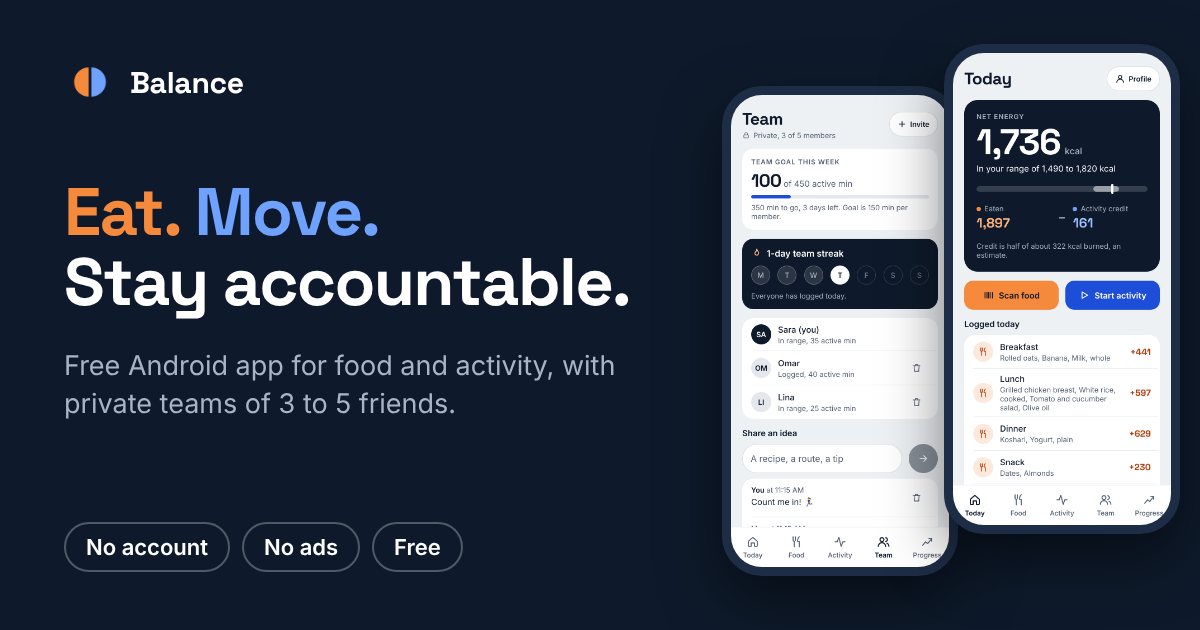 Balance
Eat. Move.
Stay accountable.
Free Android app for food and activity, with
private teams of 3 to 5 friends.
No account
No ads
Free
Team
Private, 3 of 5 members
+ Invite
TEAM GOAL THIS WEEK
100 of 450 active min
350 min to go, 3 days left. Goal is 150 min per
member.
1-day team streak
M T W T F S S
Everyone has logged today.
SA
Sara (you)
In range, 35 active min
OM
Omar
Logged, 40 active min
LI
Lina
In range, 25 active min
Share an idea
A recipe, a route, a tip
You at 11:15 AM
Count me in! 🏃‍♀️
Today
Food
Activity
Team
Progress
Today
Profile
NET ENERGY
1,736 kcal
In your range of 1,490 to 1,820 kcal
Eaten
1,897
–
Activity credit
161
Credit is half of about 322 kcal burned, an
estimate.
Scan food
Start activity
Logged today
Breakfast
Rolled oats, Banana, Milk, whole
+441
Lunch
Grilled chicken breast, White rice,
cooked, Tomato and cucumber
salad, Olive oil
+597
Dinner
Koshari, Yogurt, plain
+629
Snack
Dates, Almonds
+230
Today
Food
Activity
Team
Progress